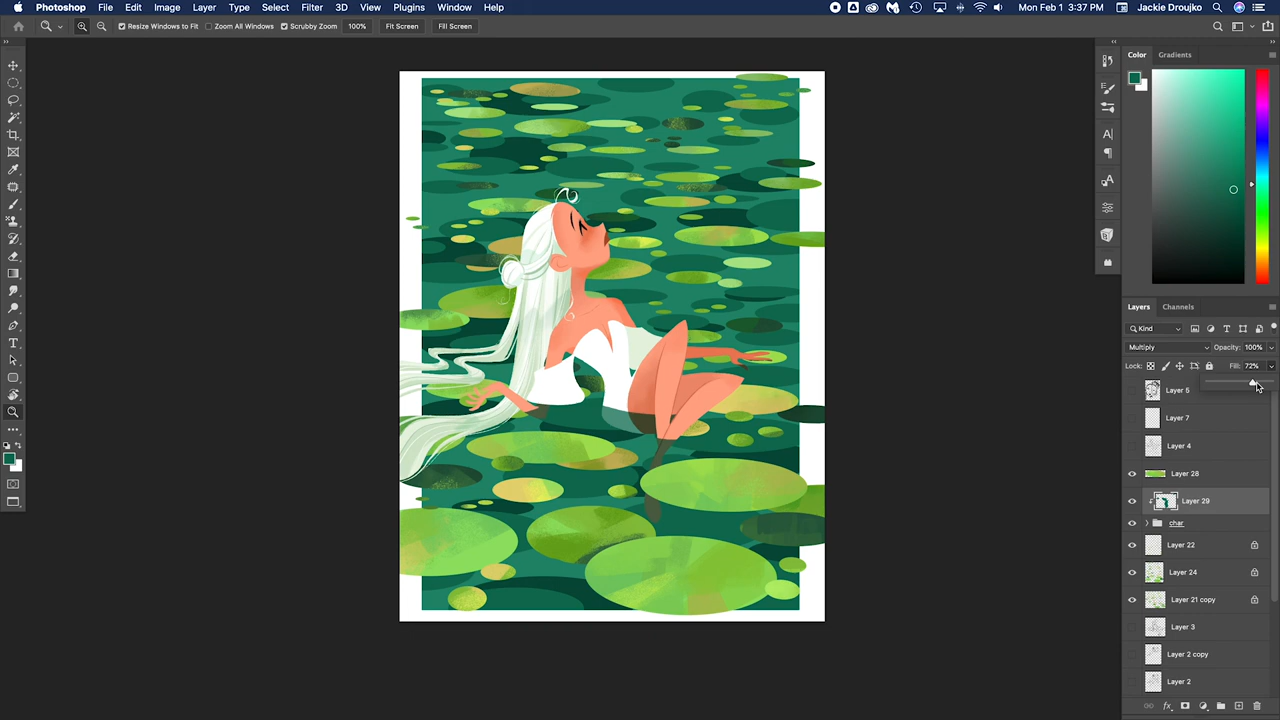 Photoshop File Edit Image Layer Type Select Filter 3D View Plugins Window Help
Mon Feb 1 3:37 PM Jackie Droujko
Resize Windows to Fit Zoom All Windows Scrubby Zoom 100% Fit Screen Fill Screen
Color Gradients
Layers Channels
Kind
Multiply Opacity: 100%
Lock: Fill: 72%
Layer 5
Layer 7
Layer 4
Layer 28
Layer 29
char
Layer 22
Layer 24
Layer 21 copy
Layer 3
Layer 2 copy
Layer 2
fx